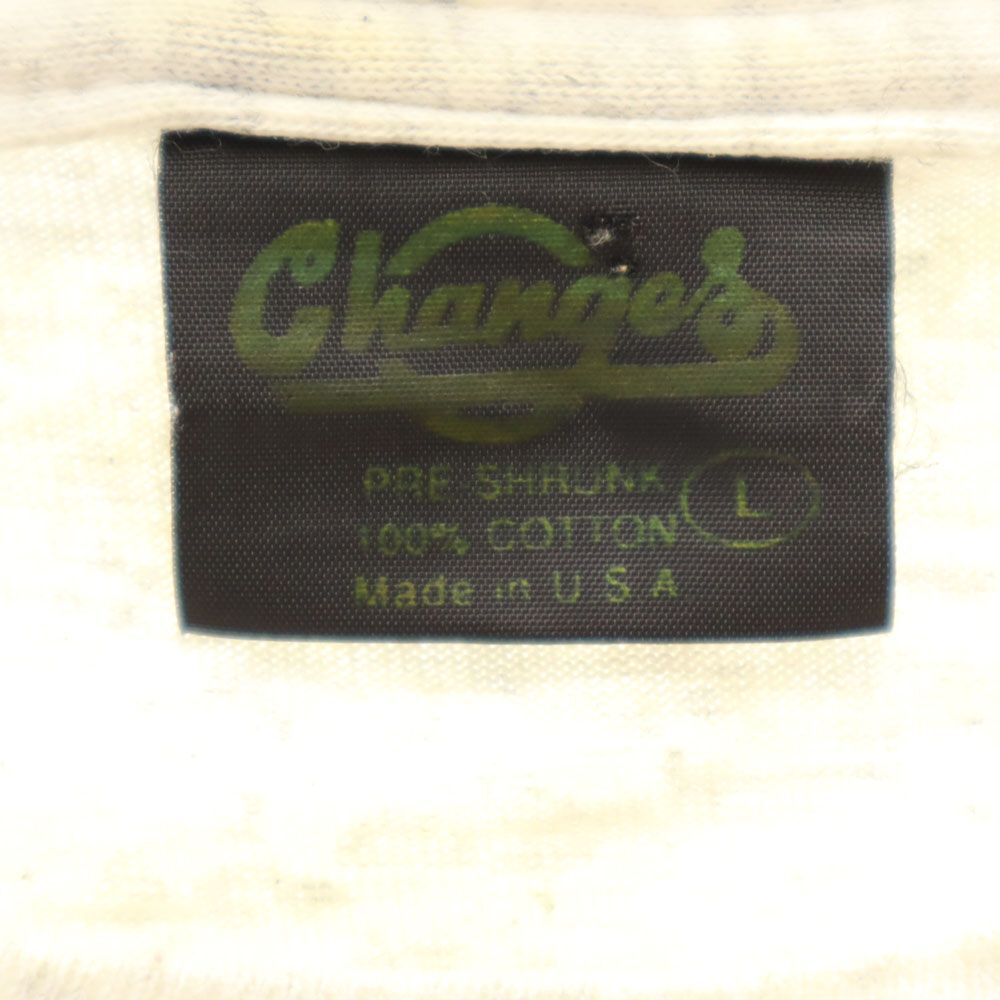 Changes
PRE-SHRUNK
100% COTTON
L
Made in U S A